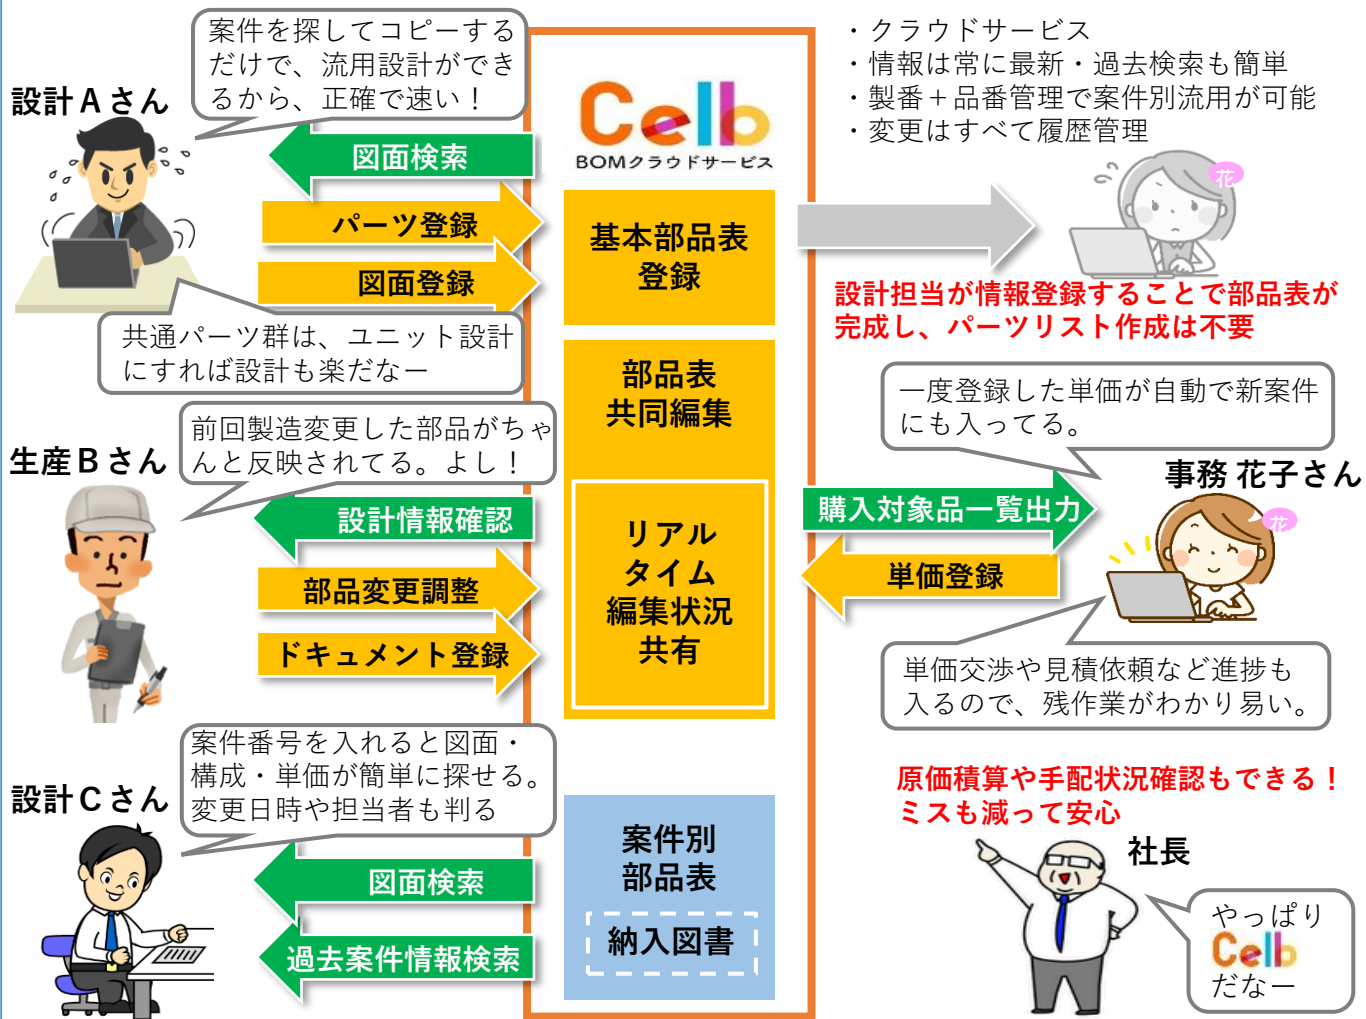 案件を探してコピーする
だけで、流用設計ができ
るから、正確で速い！
設計Aさん
図面検索
パーツ登録
図面登録
共通パーツ群は、ユニット設計
にすれば設計も楽だなー
Celb
BOMクラウドサービス
基本部品表
登録
・クラウドサービス
・情報は常に最新・過去検索も簡単
・製番＋品番管理で案件別流用が可能
・変更はすべて履歴管理
花
設計担当が情報登録することで部品表が
完成し、パーツリスト作成は不要
前回製造変更した部品がちゃ
んと反映されてる。よし！
生産Bさん
設計情報確認
部品変更調整
ドキュメント登録
部品表
共同編集
リアル
タイム
編集状況
共有
一度登録した単価が自動で新案件
にも入ってる。
事務 花子さん
購入対象品一覧出力
単価登録
花
単価交渉や見積依頼など進捗も
入るので、残作業がわかり易い。
案件番号を入れると図面・
構成・単価が簡単に探せる。
変更日時や担当者も判る
設計Cさん
図面検索
過去案件情報検索
案件別
部品表
納入図書
原価積算や手配状況確認もできる！
ミスも減って安心
社長
やっぱり
Celb
だなー